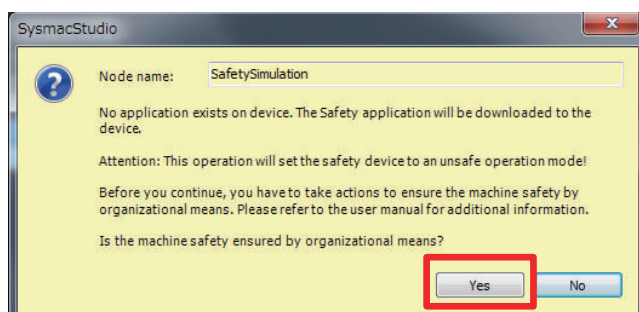 SysmacStudio
Node name: SafetySimulation
No application exists on device. The Safety application will be downloaded to the
device.
Attention: This operation will set the safety device to an unsafe operation mode!
Before you continue, you have to take actions to ensure the machine safety by
organizational means. Please refer to the user manual for additional information.
Is the machine safety ensured by organizational means?
Yes No